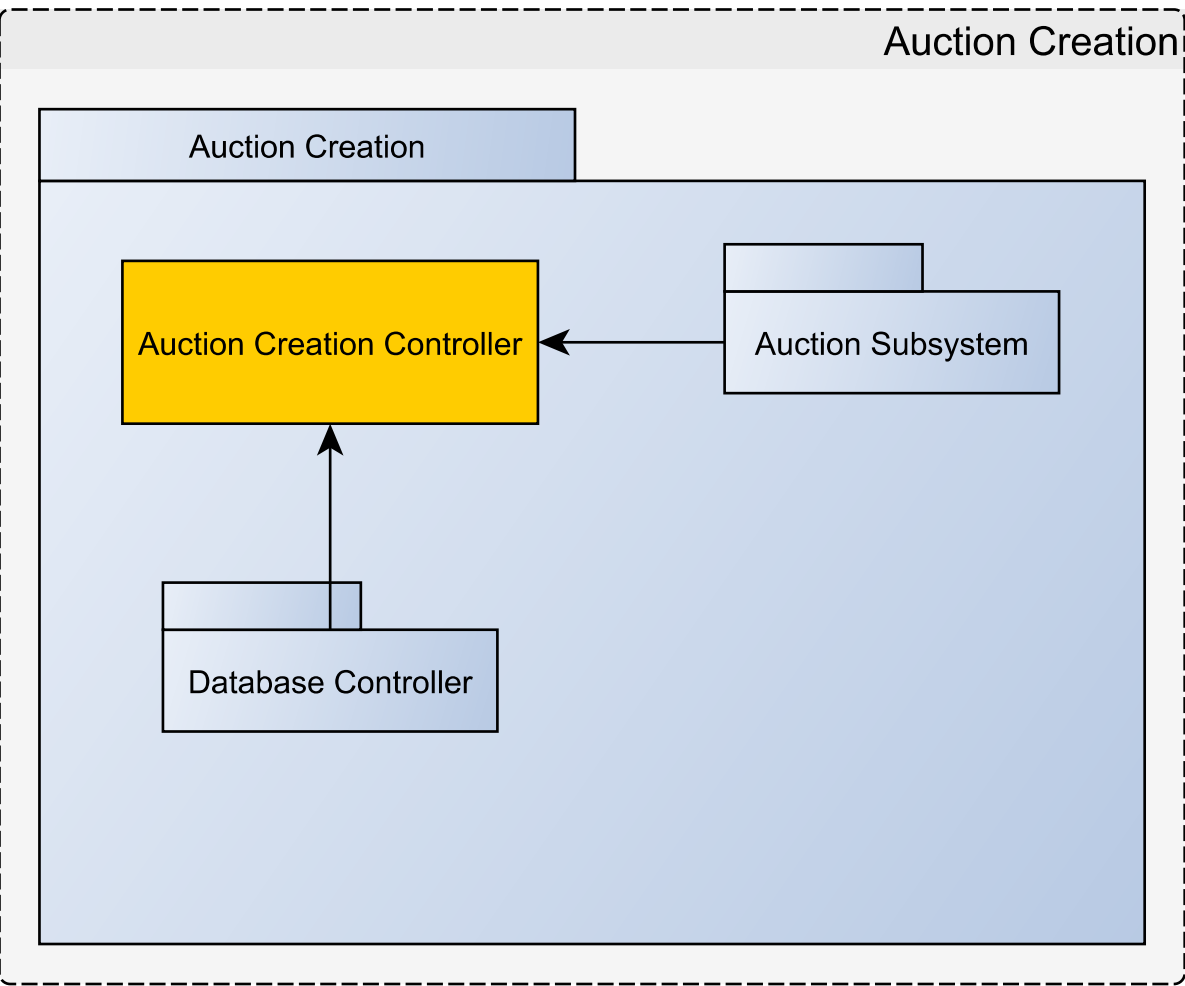 Auction Creation
Auction Creation
Auction Creation Controller
Auction Subsystem
Database Controller